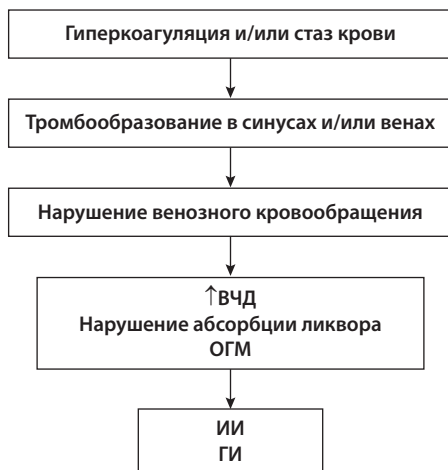 Гиперкоагуляция и/или стаз крови
Тромбообразование в синусах и/или венах
Нарушение венозного кровообращения
↑ВЧД
Нарушение абсорбции ликвора
ОГМ
ИИ
ГИ